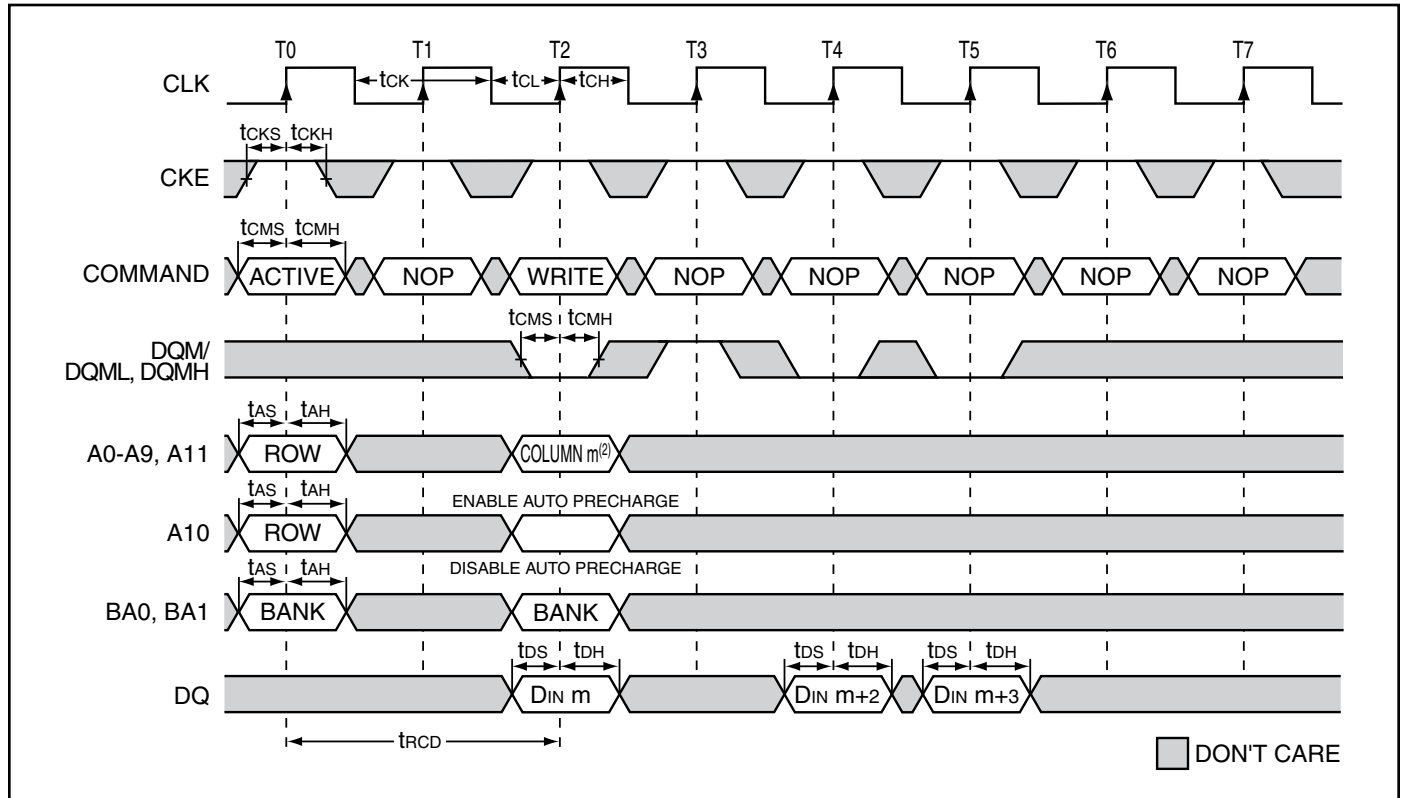 T0 T1 T2 T3 T4 T5 T6 T7
CLK tCK tCL tCH
tCKS tCKH
CKE
tCMS tCMH
COMMAND ACTIVE NOP WRITE NOP NOP NOP NOP NOP
tCMS tCMH
DQM/
DQML, DQMH
tAS tAH
A0-A9, A11 ROW COLUMN m(2)
tAS tAH ENABLE AUTO PRECHARGE
A10 ROW
tAS tAH DISABLE AUTO PRECHARGE
BA0, BA1 BANK BANK
tDS tDH tDS tDH tDS tDH
DQ DIN m DIN m+2 DIN m+3
tRCD
DON'T CARE